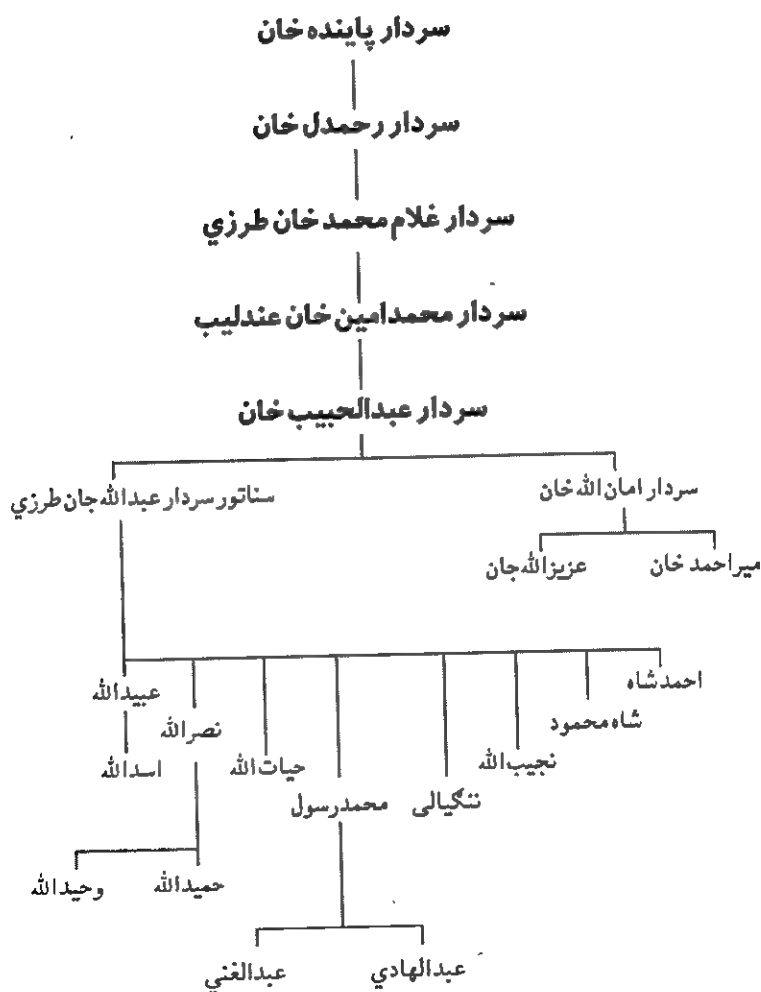 سردار پاینده خان
سردار رحمدل خان
سردار غلام محمد خان طرزي
سردار محمدامین خان عندلیب
سردار عبدالحبیب خان
سردار امان الله خان
سناتور سردار عبدالله جان طرزي
میراحمد خان
عزیزالله جان
احمدشاه
شاه محمود
نجیب الله
ننګیالی
محمدرسول
حیات الله
نصرالله
عبیدالله
اسدالله
حمیدالله
وحیدالله
عبدالهادي
عبدالغني